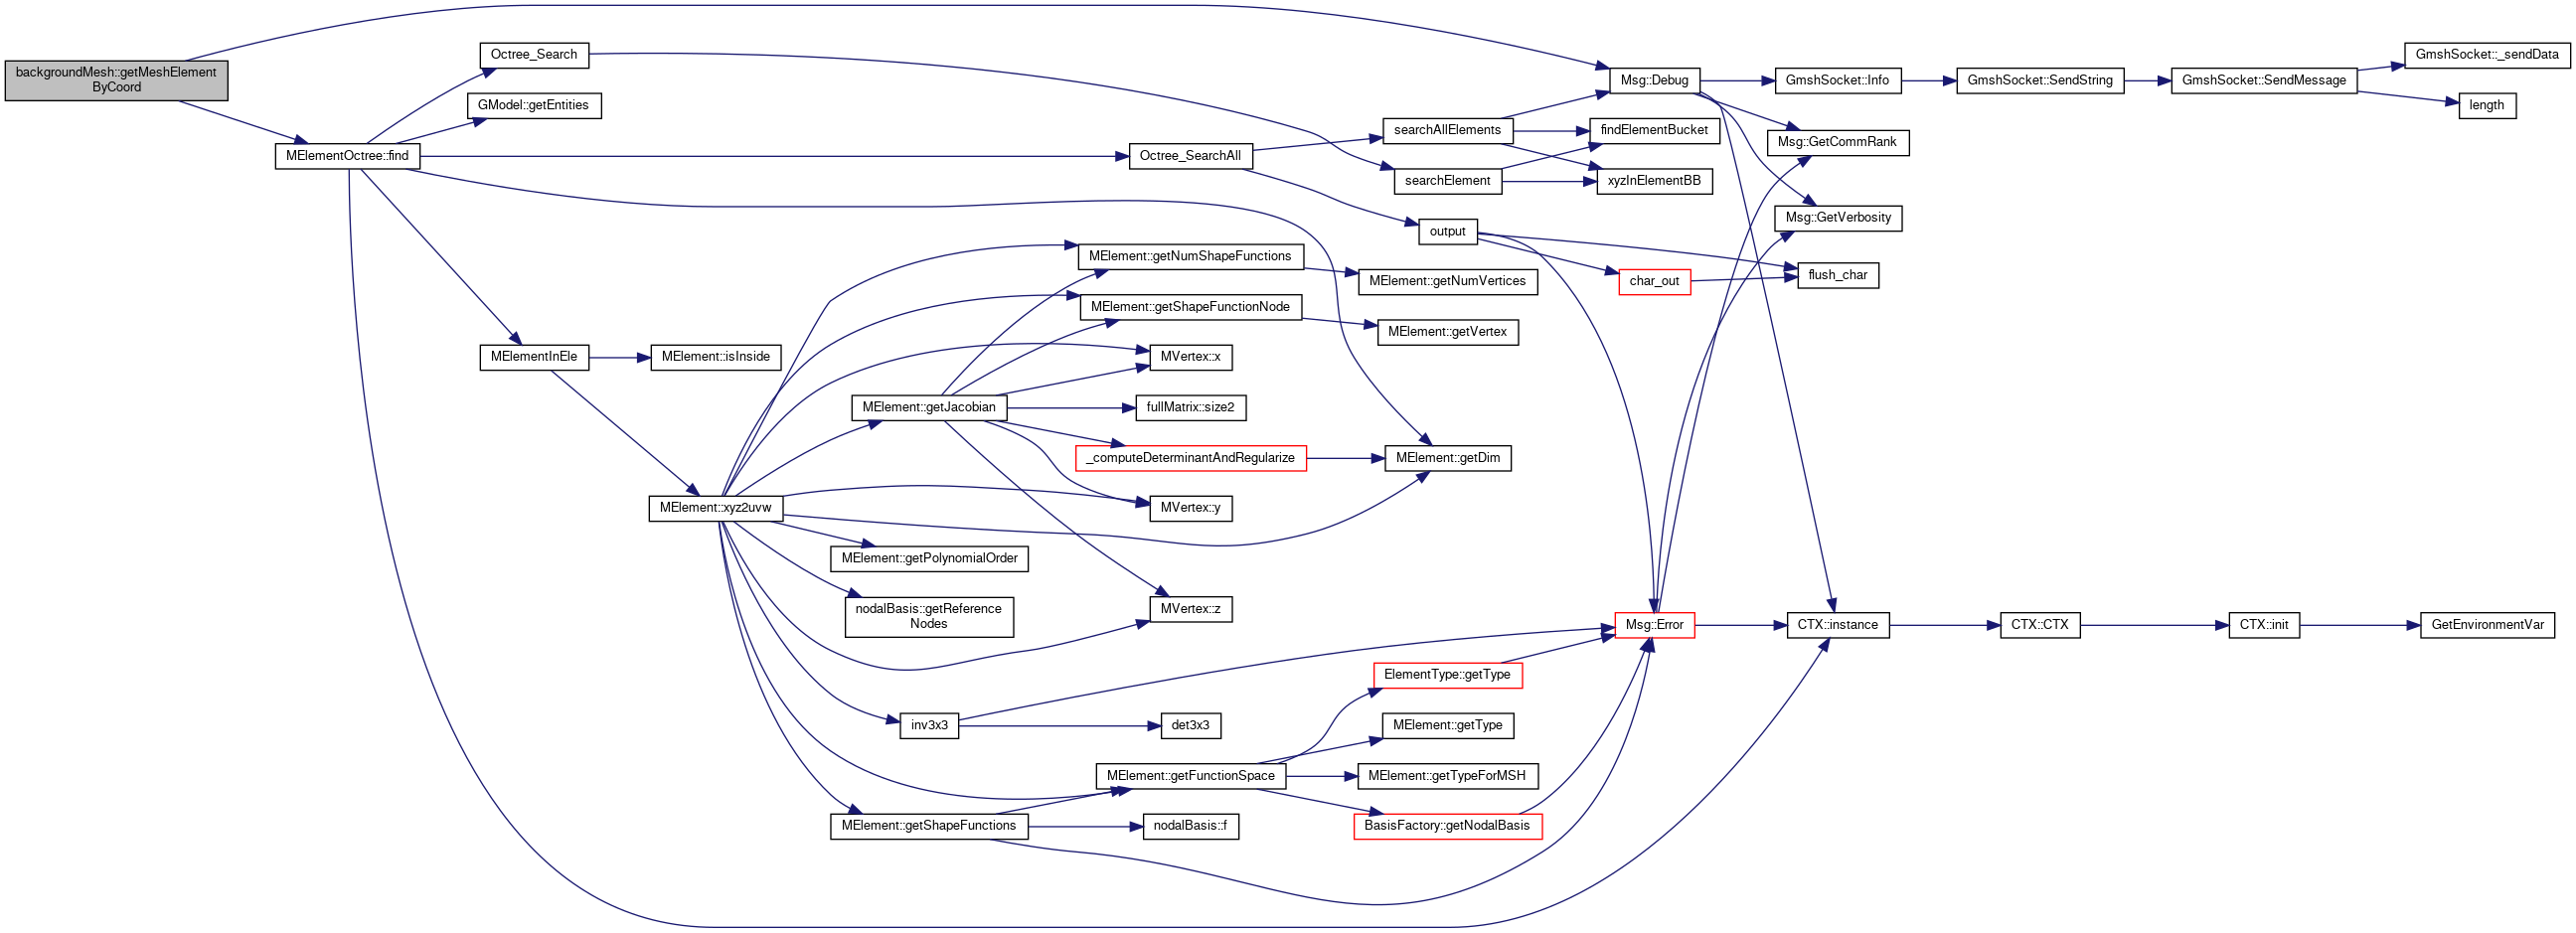 backgroundMesh::getMeshElement
ByCoord
MElementOctree::find
Octree_Search
GModel::getEntities
MElementInEle
MElement::isInside
MElement::xyz2uvw
MElement::getJacobian
MElement::getPolynomialOrder
nodalBasis::getReference
Nodes
inv3x3
MElement::getShapeFunctions
Octree_SearchAll
MElement::getNumShapeFunctions
MElement::getShapeFunctionNode
MVertex::x
fullMatrix::size2
_computeDeterminantAndRegularize
MVertex::y
MVertex::z
det3x3
MElement::getFunctionSpace
nodalBasis::f
searchAllElements
searchElement
output
MElement::getNumVertices
MElement::getVertex
MElement::getDim
ElementType::getType
MElement::getType
MElement::getTypeForMSH
BasisFactory::getNodalBasis
Msg::Debug
findElementBucket
xyzInElementBB
char_out
Msg::Error
GmshSocket::Info
Msg::GetCommRank
Msg::GetVerbosity
flush_char
CTX::instance
GmshSocket::SendString
CTX::CTX
GmshSocket::SendMessage
CTX::init
GmshSocket::_sendData
length
GetEnvironmentVar